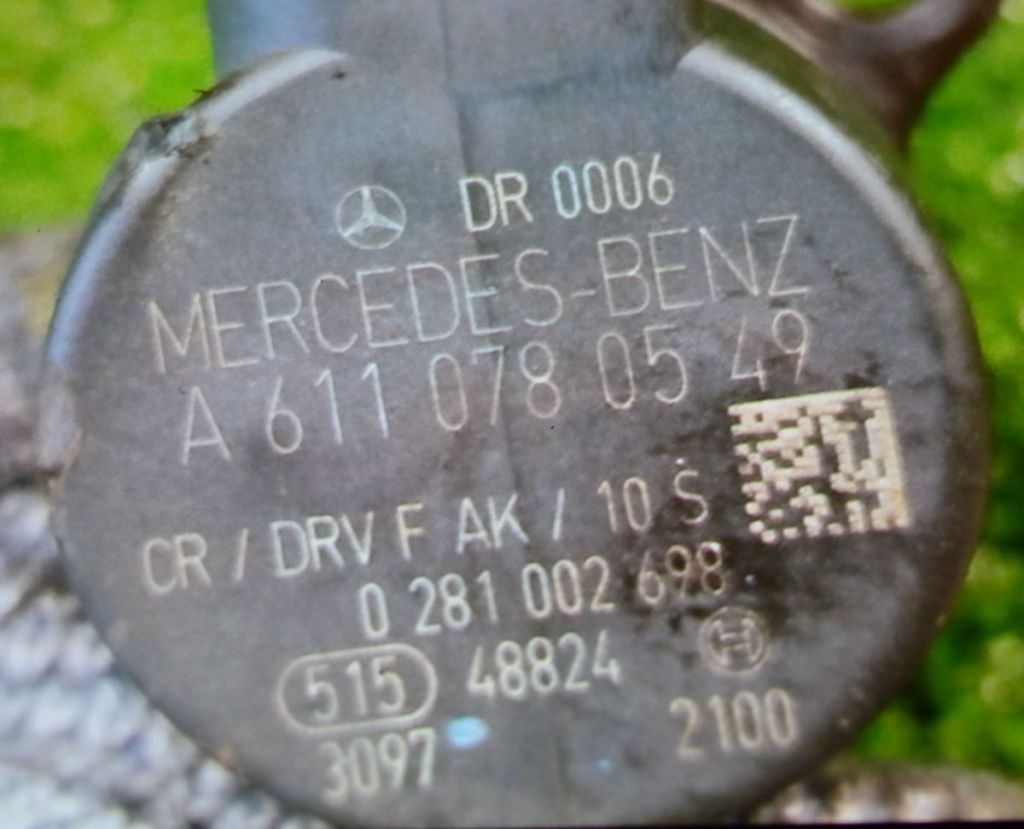 DR 0006
MERCEDES-BENZ
A 611 078 05 49
CR / DRV F AK / 10 S
0 281 002 698
515 48824
3097 2100